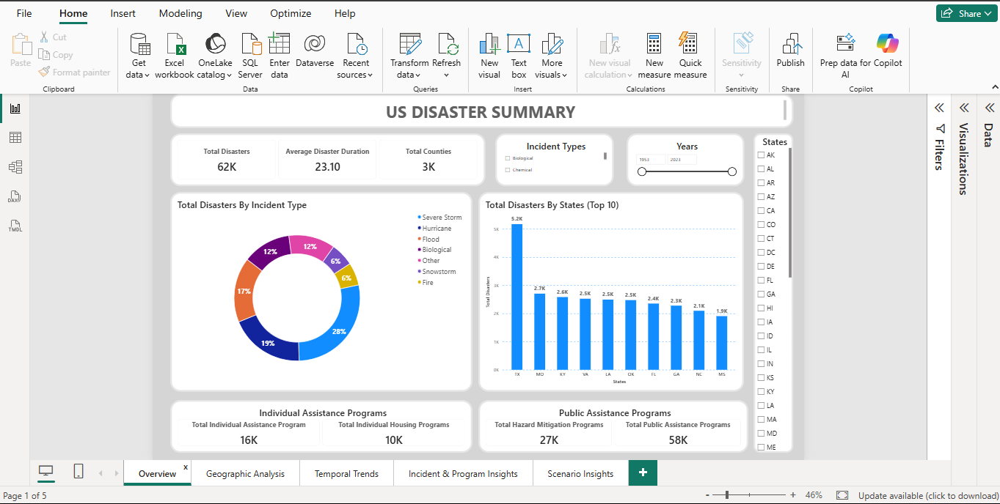 File Home Insert Modeling View Optimize Help Share
Paste Cut Copy Format painter
Get data Excel workbook OneLake catalog SQL Server Enter data Dataverse Recent sources
Transform data Refresh
New visual Text box More visuals
New visual calculation New measure Quick measure
Sensitivity
Publish
Prep data for AI Copilot
Clipboard Data Queries Insert Calculations Sensitivity Share Copilot
US DISASTER SUMMARY
Total Disasters
62K
Average Disaster Duration
23.10
Total Counties
3K
Incident Types
Biological
Chemical
Years
1953 2023
States
AK
AL
AR
AZ
CA
CO
CT
DC
DE
FL
GA
HI
IA
ID
IL
IN
KS
KY
LA
MA
MD
ME
Filters
Visualizations
Data
Total Disasters By Incident Type
Severe Storm
Hurricane
Flood
Biological
Other
Snowstorm
Fire
12%
12%
6%
6%
17%
28%
19%
Total Disasters By States (Top 10)
Total Disasters
5K
4K
3K
2K
1K
0K
5.2K 2.7K 2.6K 2.5K 2.5K 2.5K 2.4K 2.3K 2.1K 1.9K
TX MO KY VA LA OK FL GA NC MS
States
Individual Assistance Programs
Total Individual Assistance Program
16K
Total Individual Housing Programs
10K
Public Assistance Programs
Total Hazard Mitigation Programs
27K
Total Public Assistance Programs
58K
DAX
TMDL
Overview x Geographic Analysis Temporal Trends Incident & Program Insights Scenario Insights +
Page 1 of 5
- + 46% Update available (click to download)